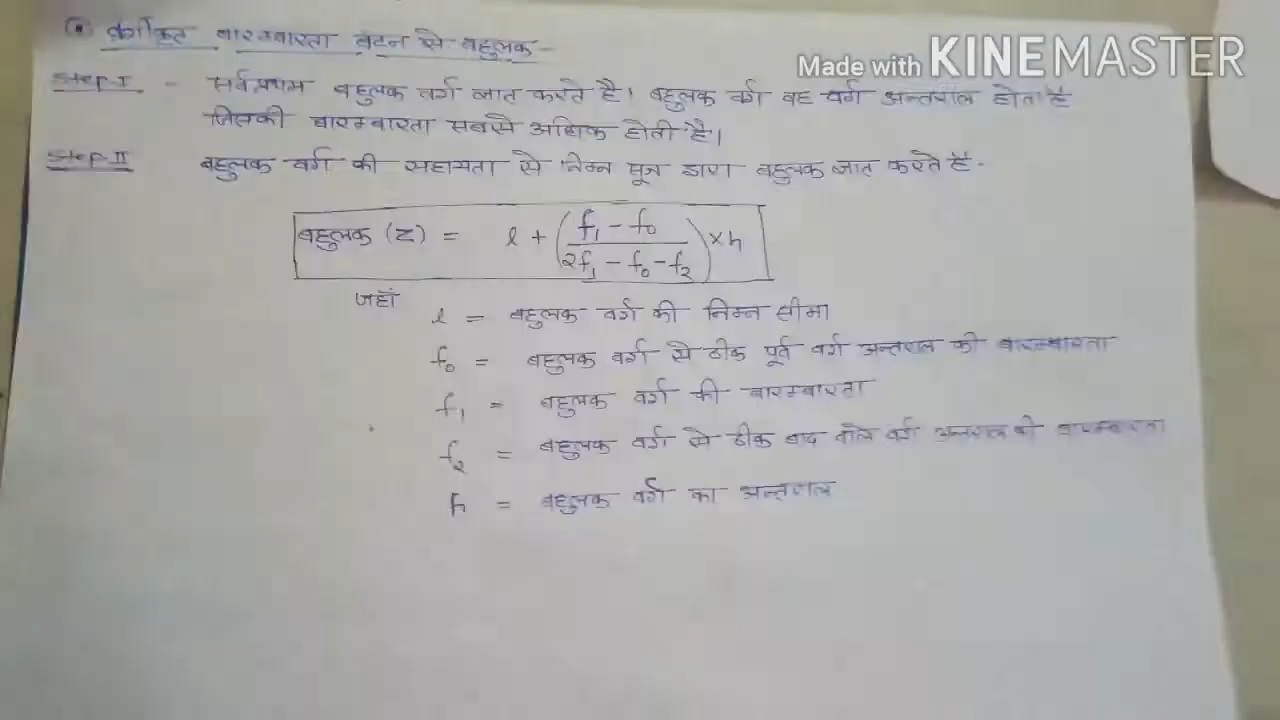 वर्गीकृत बारम्बारता बटन से बहुलक -
Made with KINEMASTER
Step-I - सर्वप्रथम बहुलक वर्ग ज्ञात करते है। बहुलक वर्ग वह वर्ग अन्तराल होता है
जिसकी बारम्बारता सबसे अधिक होती है।
Step-II बहुलक वर्ग की सहायता से निम्न सूत्र द्वारा बहुलक ज्ञात करते है-
बहुलक (Z) = l + (f₁ - f₀ / 2f₁ - f₀ - f₂) × h
जहाँ
l = बहुलक वर्ग की निम्न सीमा
f₀ = बहुलक वर्ग से ठीक पूर्व वर्ग अन्तराल की बारम्बारता
f₁ = बहुलक वर्ग की बारम्बारता
f₂ = बहुलक वर्ग से ठीक बाद वाले वर्ग अन्तराल की बारम्बारता
h = बहुलक वर्ग का अन्तराल